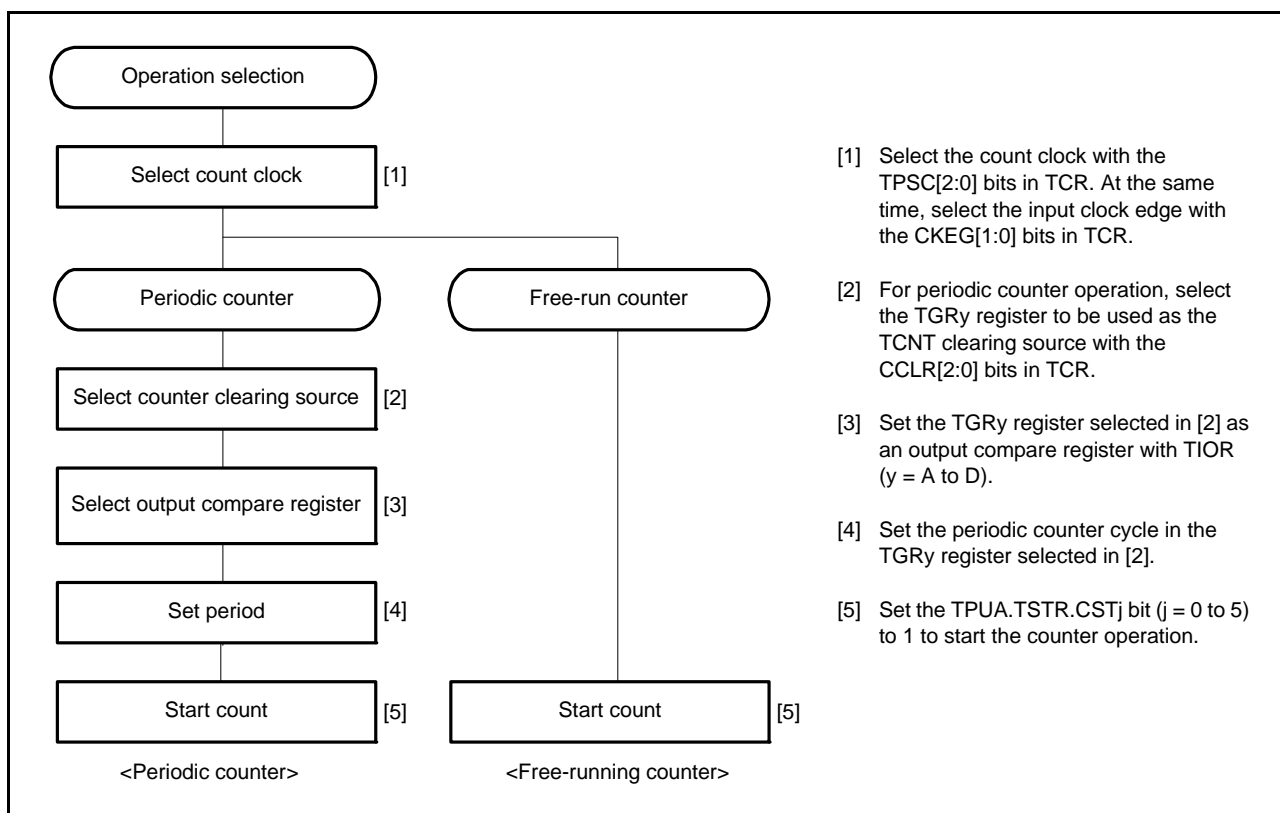 Operation selection
Select count clock [1]
Periodic counter
Free-run counter
Select counter clearing source [2]
Select output compare register [3]
Set period [4]
Start count [5]
Start count [5]
<Periodic counter>
<Free-running counter>
[1] Select the count clock with the
TPSC[2:0] bits in TCR. At the same
time, select the input clock edge with
the CKEG[1:0] bits in TCR.
[2] For periodic counter operation, select
the TGRy register to be used as the
TCNT clearing source with the
CCLR[2:0] bits in TCR.
[3] Set the TGRy register selected in [2] as
an output compare register with TIOR
(y = A to D).
[4] Set the periodic counter cycle in the
TGRy register selected in [2].
[5] Set the TPUA.TSTR.CSTj bit (j = 0 to 5)
to 1 to start the counter operation.